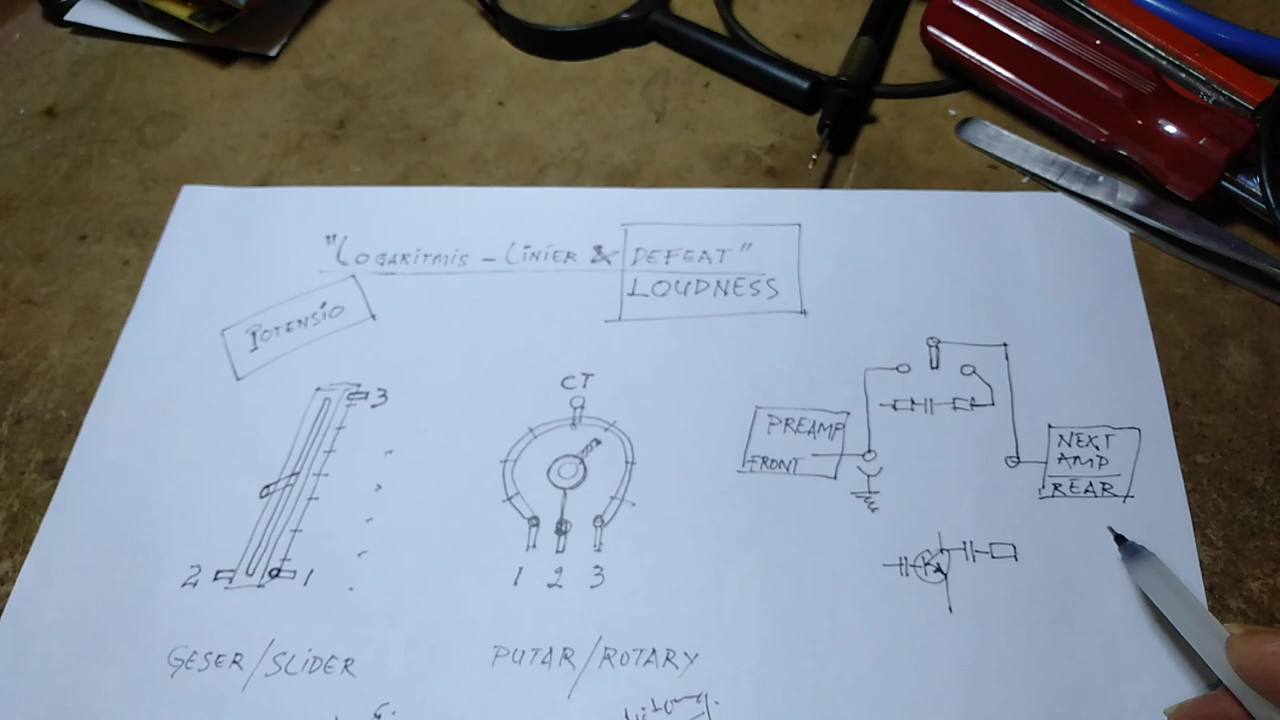 "LOGARITMIS - LINIER & DEFEAT"
LOUDNESS
POTENSIO
3
2
1
GESER/SLIDER
CT
1 2 3
PUTAR/ROTARY
PREAMP
FRONT
NEXT
AMP
REAR